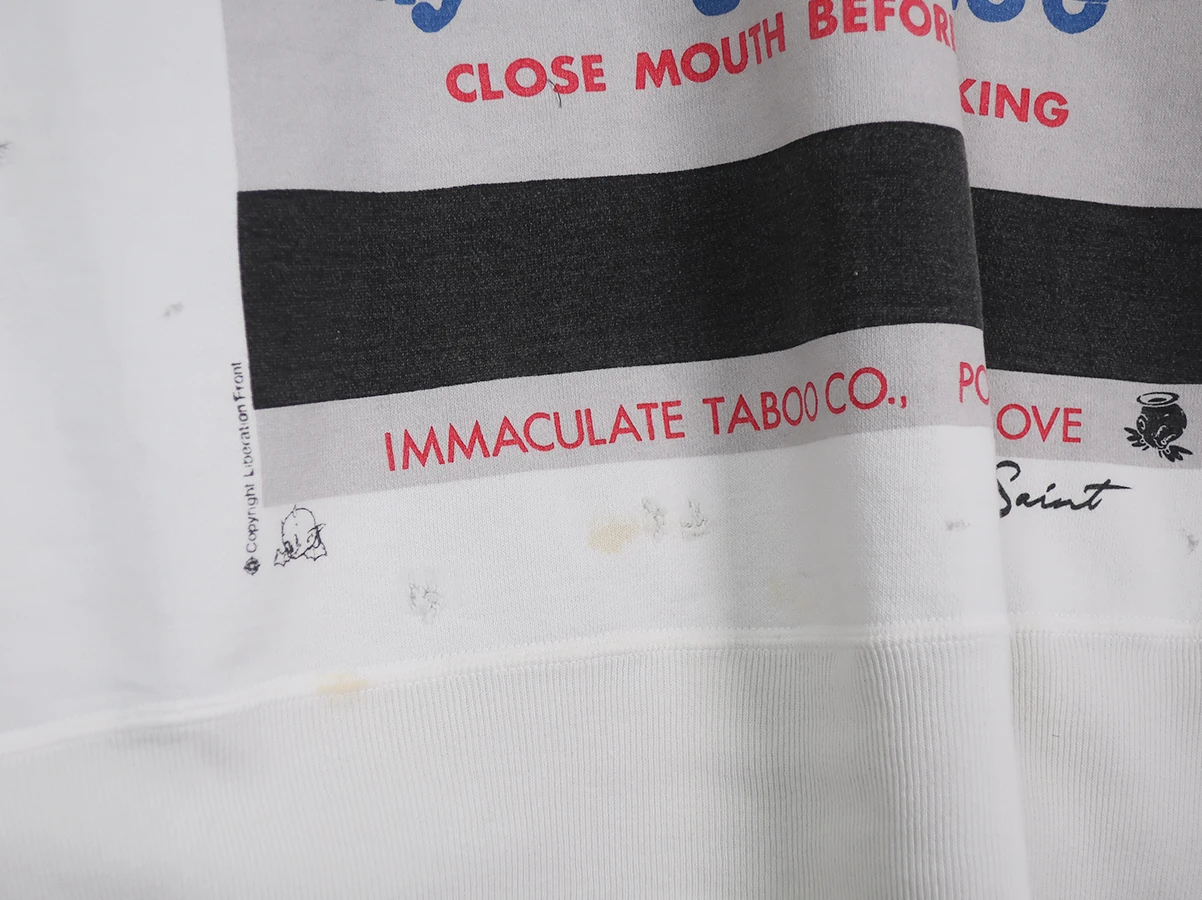 CLOSE MOUTH BEFOR KING
IMMACULATE TABOO CO., PO OVE
Saint
© Copyright Liberation Front